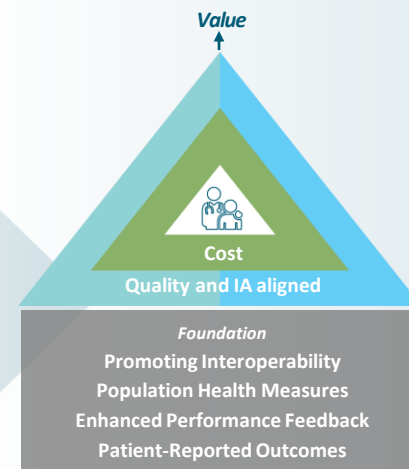 Value
Cost
Quality and IA aligned
Foundation
Promoting Interoperability
Population Health Measures
Enhanced Performance Feedback
Patient-Reported Outcomes